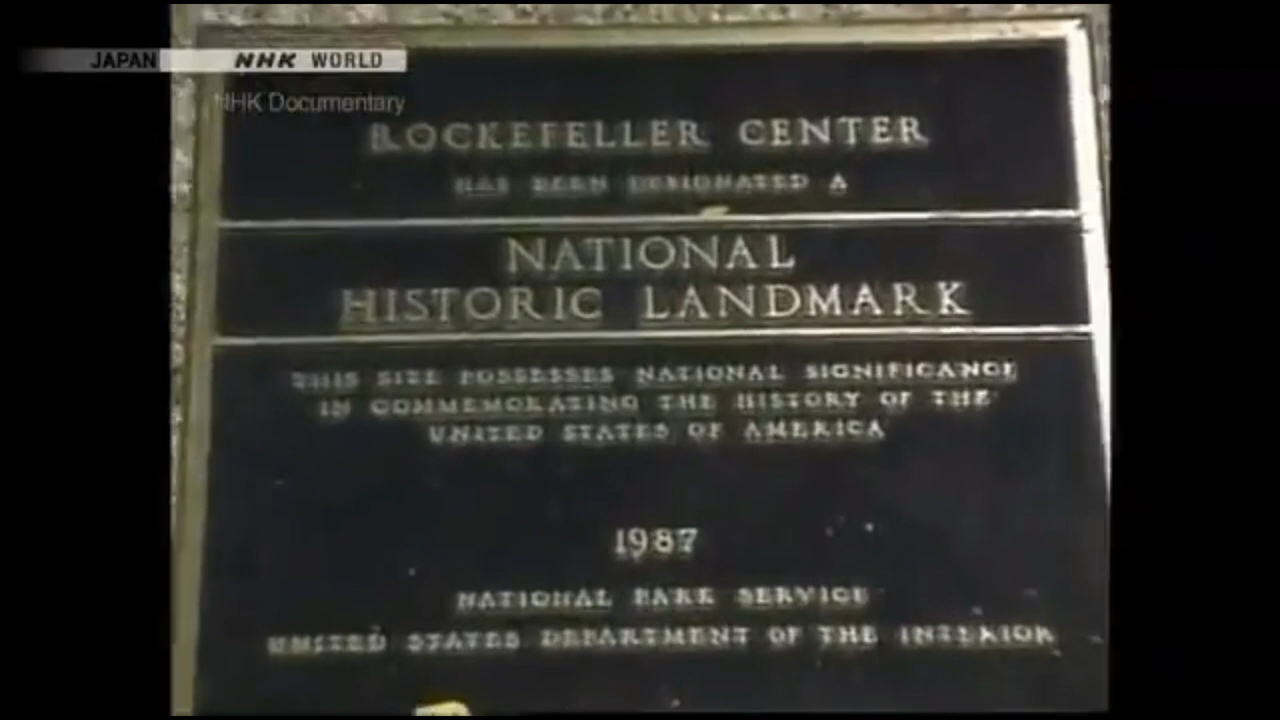 JAPAN NHK WORLD
NHK Documentary
ROCKEFELLER CENTER
HAS BEEN DESIGNATED A
NATIONAL
HISTORIC LANDMARK
THIS SITE POSSESSES NATIONAL SIGNIFICANCE
IN COMMEMORATING THE HISTORY OF THE
UNITED STATES OF AMERICA
1987
NATIONAL PARK SERVICE
UNITED STATES DEPARTMENT OF THE INTERIOR